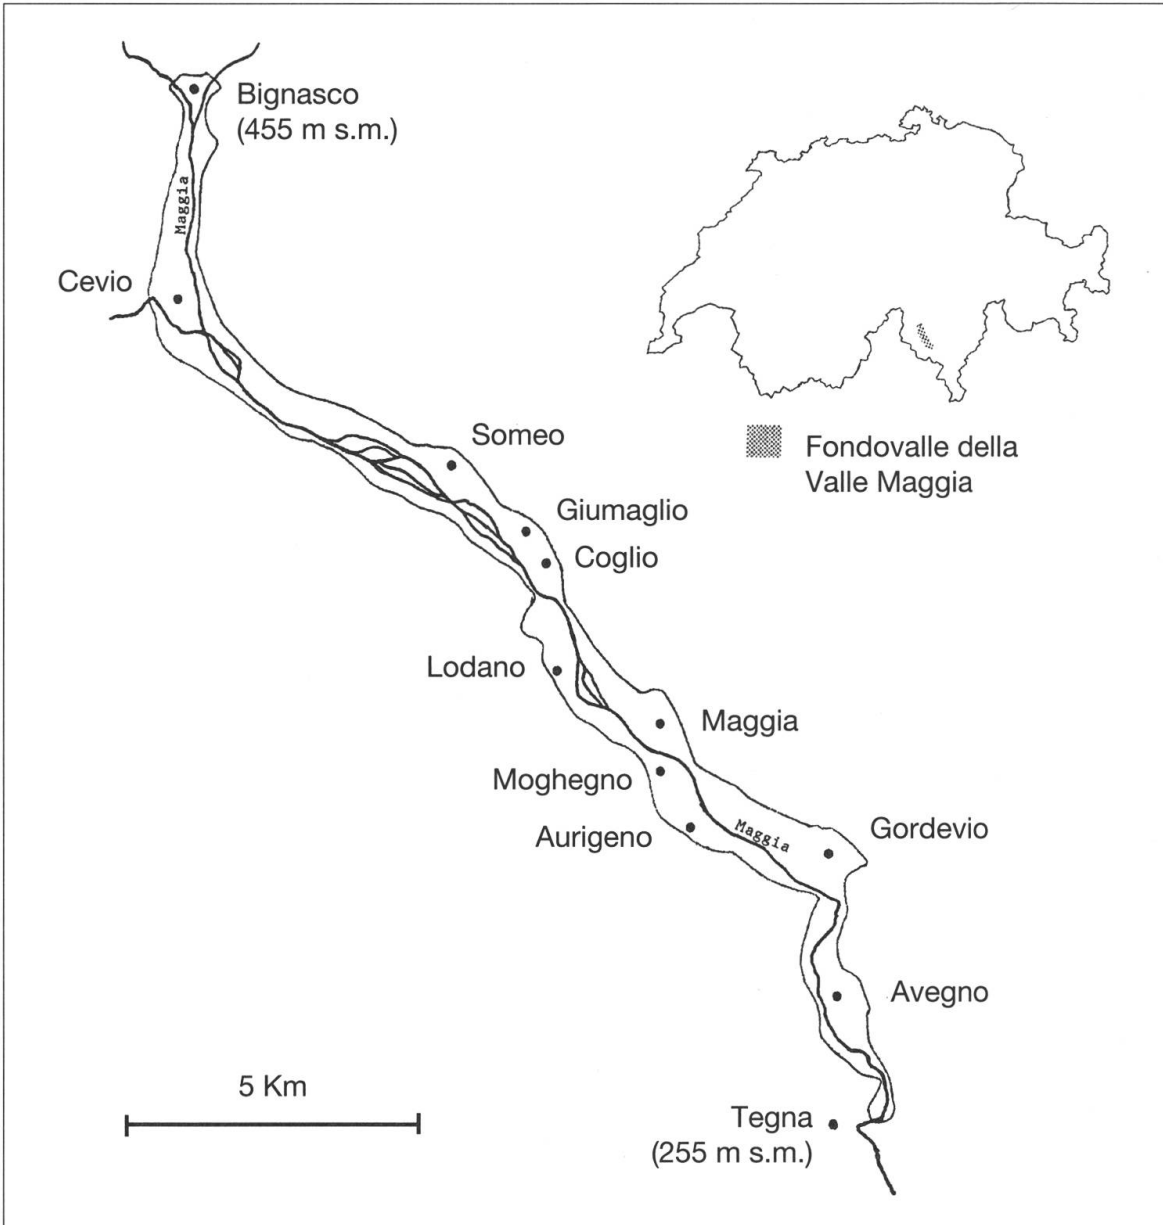 Bignasco
(455 m s.m.)
Maggia
Cevio
Someo
Fondovalle della
Valle Maggia
Giumaglio
Coglio
Lodano
Maggia
Moghegno
Aurigeno
Maggia
Gordevio
Avegno
5 Km
Tegna
(255 m s.m.)